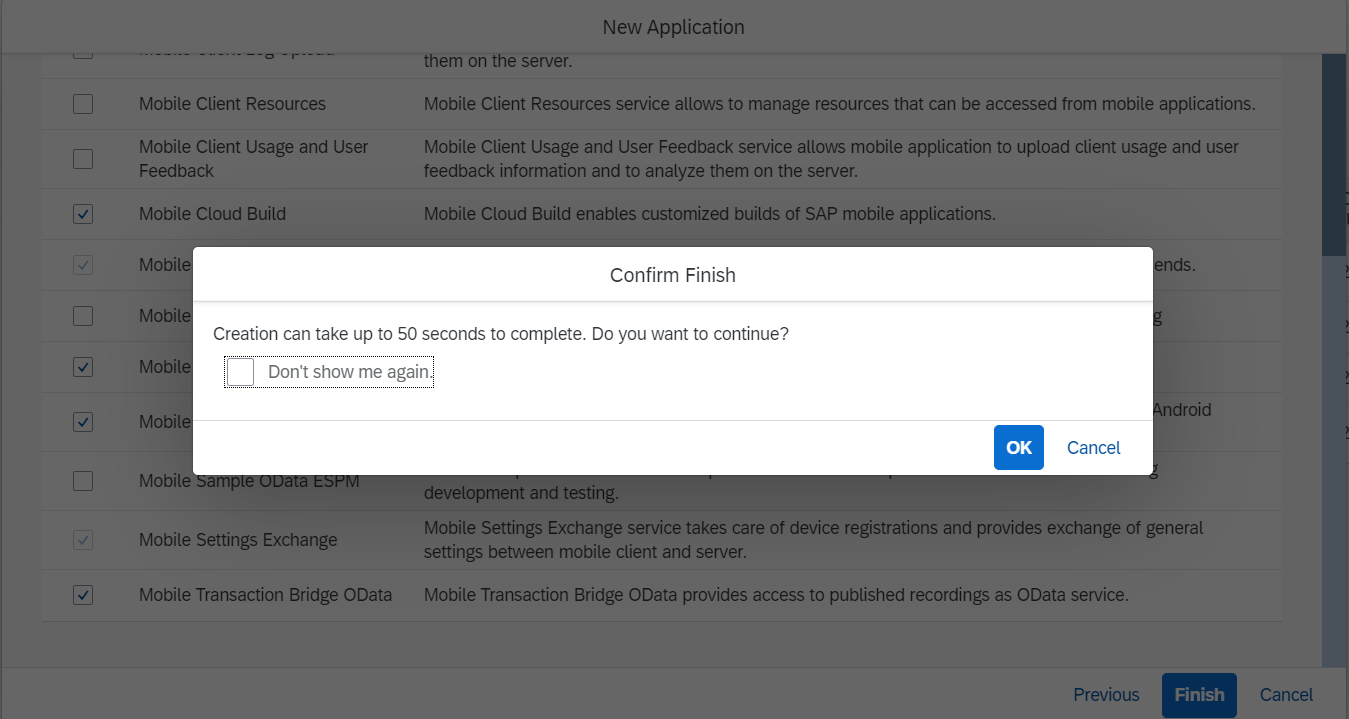 New Application
them on the server.
Mobile Client Resources
Mobile Client Resources service allows to manage resources that can be accessed from mobile applications.
Mobile Client Usage and User
Feedback
Mobile Client Usage and User Feedback service allows mobile application to upload client usage and user
feedback information and to analyze them on the server.
Mobile Cloud Build
Mobile Cloud Build enables customized builds of SAP mobile applications.
Mobile
ends.
Mobile
g
Mobile
Mobile
Android
Confirm Finish
Creation can take up to 50 seconds to complete. Do you want to continue?
Don't show me again.
OK
Cancel
Mobile Sample OData ESPM
development and testing.
Mobile Settings Exchange
Mobile Settings Exchange service takes care of device registrations and provides exchange of general
settings between mobile client and server.
Mobile Transaction Bridge OData
Mobile Transaction Bridge OData provides access to published recordings as OData service.
Previous
Finish
Cancel